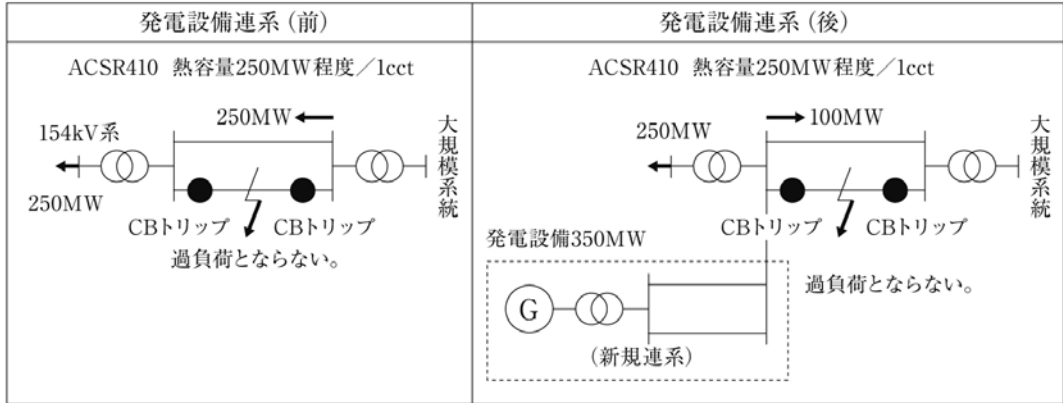 発電設備連系(前)
ACSR410 熱容量250MW程度/1cct
250MW
154kV系
250MW
大規模系統
CBトリップ CBトリップ
過負荷とならない。
発電設備連系(後)
ACSR410 熱容量250MW程度/1cct
100MW
250MW
大規模系統
CBトリップ CBトリップ
発電設備350MW
過負荷とならない。
G
(新規連系)